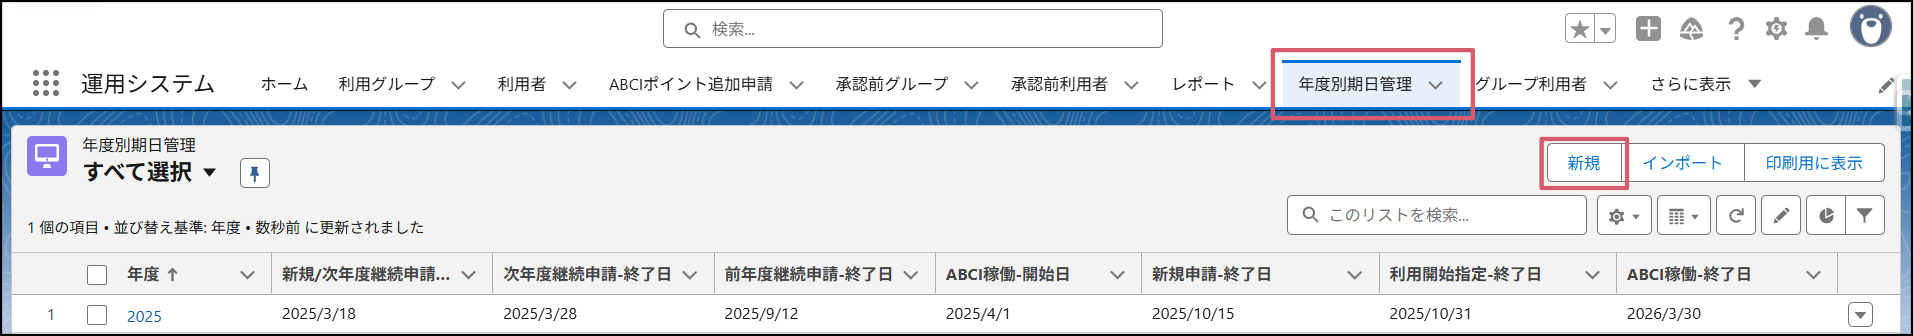 検索...
運用システム ホーム 利用グループ 利用者 ABCIポイント追加申請 承認前グループ 承認前利用者 レポート 年度別期日管理 グループ利用者 さらに表示
年度別期日管理
すべて選択
新規 インポート 印刷用に表示
1 個の項目 • 並び替え基準: 年度 • 数秒前 に更新されました
このリストを検索...
年度 ↑ 新規/次年度継続申請... 次年度継続申請-終了日 前年度継続申請-終了日 ABCI稼働-開始日 新規申請-終了日 利用開始指定-終了日 ABCI稼働-終了日
1 2025 2025/3/18 2025/3/28 2025/9/12 2025/4/1 2025/10/15 2025/10/31 2026/3/30